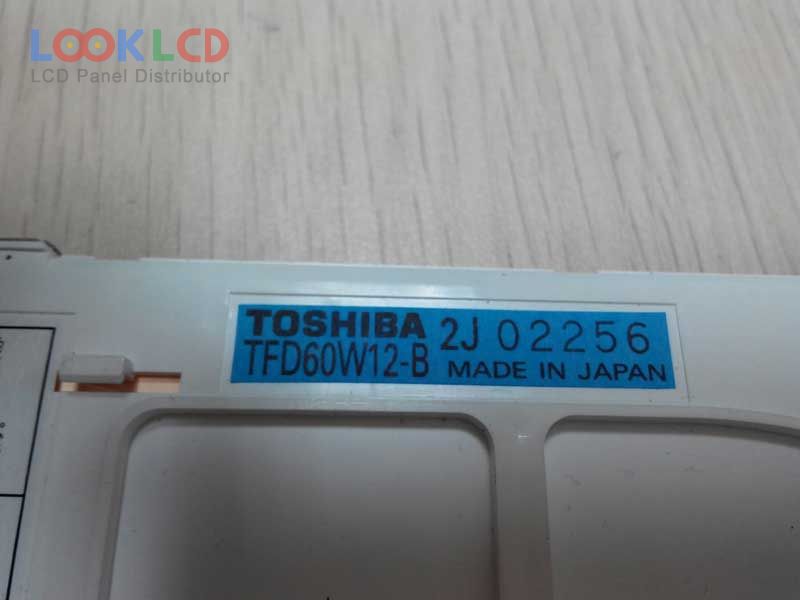 LOOKLCD
LCD Panel Distributor
TOSHIBA 2J 02256
TFD60W12-B MADE IN JAPAN